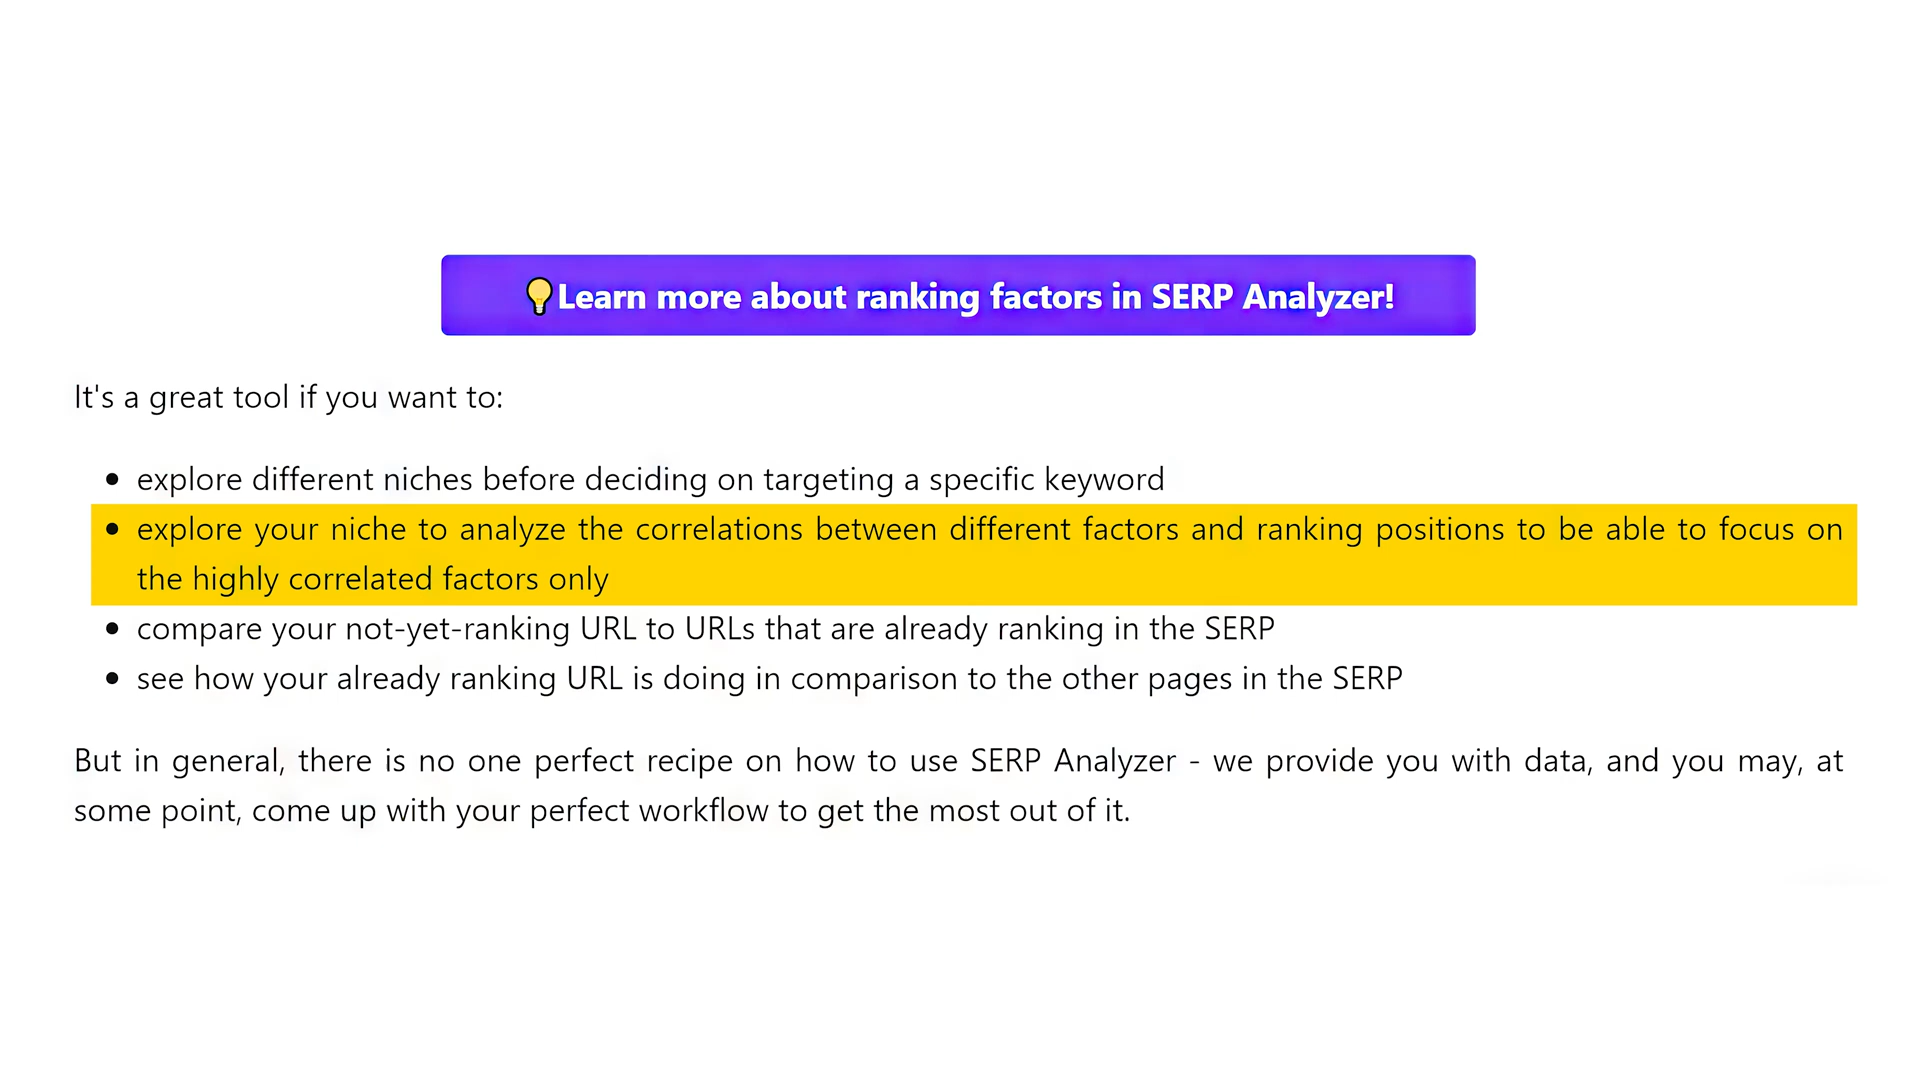 💡Learn more about ranking factors in SERP Analyzer!
It's a great tool if you want to:
• explore different niches before deciding on targeting a specific keyword
• explore your niche to analyze the correlations between different factors and ranking positions to be able to focus on
the highly correlated factors only
• compare your not-yet-ranking URL to URLs that are already ranking in the SERP
• see how your already ranking URL is doing in comparison to the other pages in the SERP
But in general, there is no one perfect recipe on how to use SERP Analyzer - we provide you with data, and you may, at
some point, come up with your perfect workflow to get the most out of it.